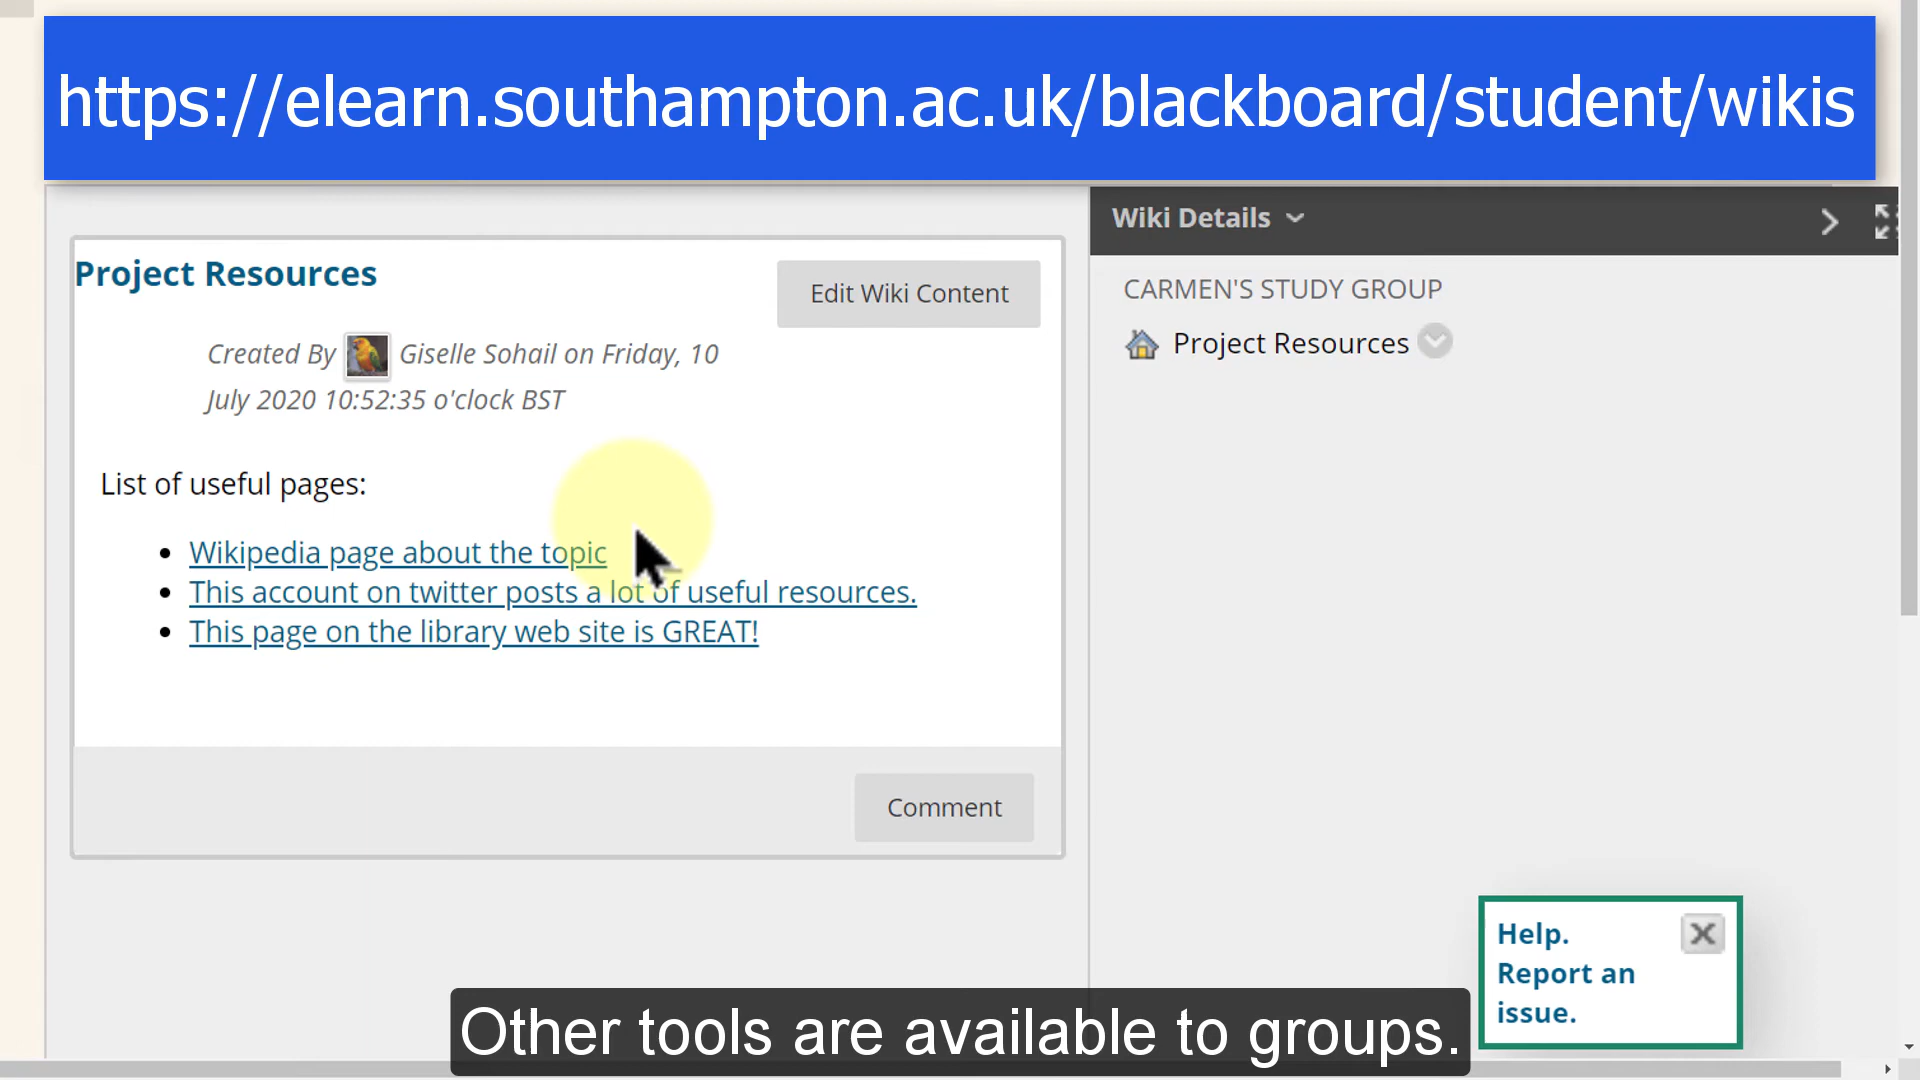 https://elearn.southampton.ac.uk/blackboard/student/wikis
Wiki Details
Project Resources
Edit Wiki Content
CARMEN'S STUDY GROUP
Project Resources
Created By Giselle Sohail on Friday, 10
July 2020 10:52:35 o'clock BST
List of useful pages:
Wikipedia page about the topic
This account on twitter posts a lot of useful resources.
This page on the library web site is GREAT!
Comment
Help.
Report an
issue.
Other tools are available to groups.